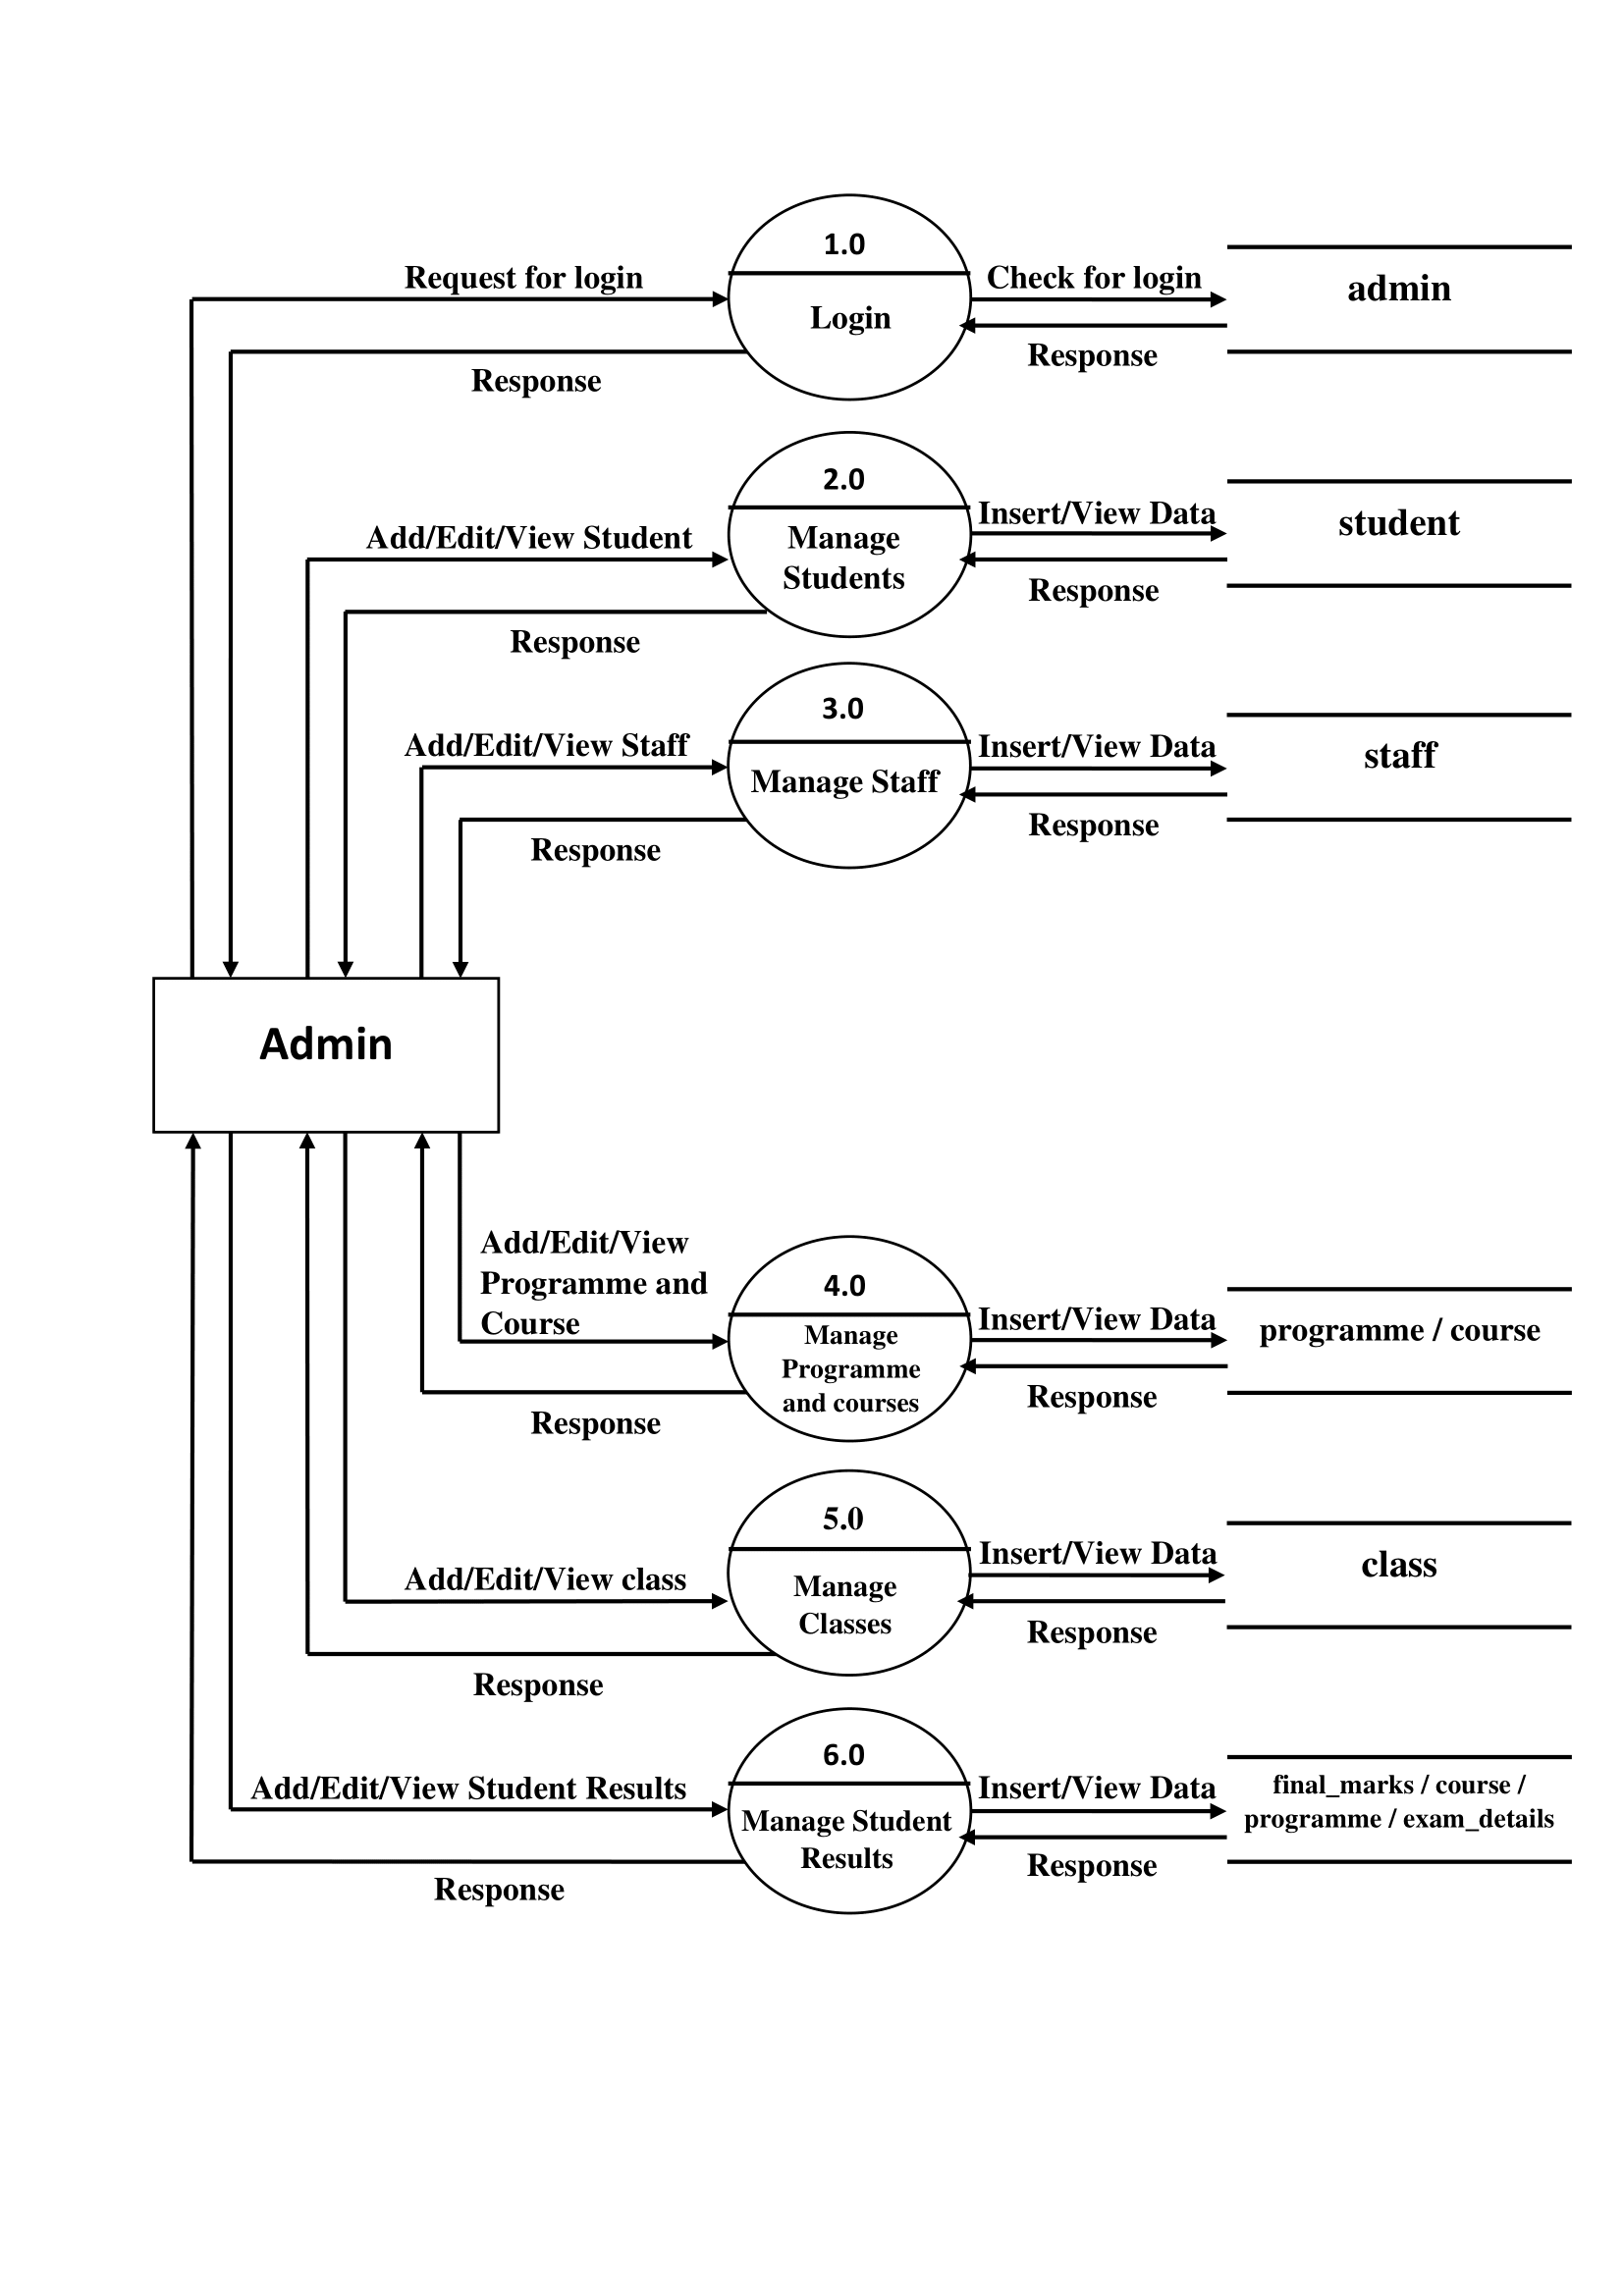 1.0
Request for login
Check for login
admin
Login
Response
Response
2.0
Insert/View Data
student
Add/Edit/View Student
Manage
Students
Response
Response
3.0
Add/Edit/View Staff
Insert/View Data
staff
Manage Staff
Response
Response
Admin
Add/Edit/View
Programme and
Course
4.0
Insert/View Data
programme / course
Manage
Programme
and courses
Response
Response
5.0
Insert/View Data
class
Add/Edit/View class
Manage
Classes
Response
Response
6.0
Add/Edit/View Student Results
Insert/View Data
final_marks / course /
programme / exam_details
Manage Student
Results
Response
Response